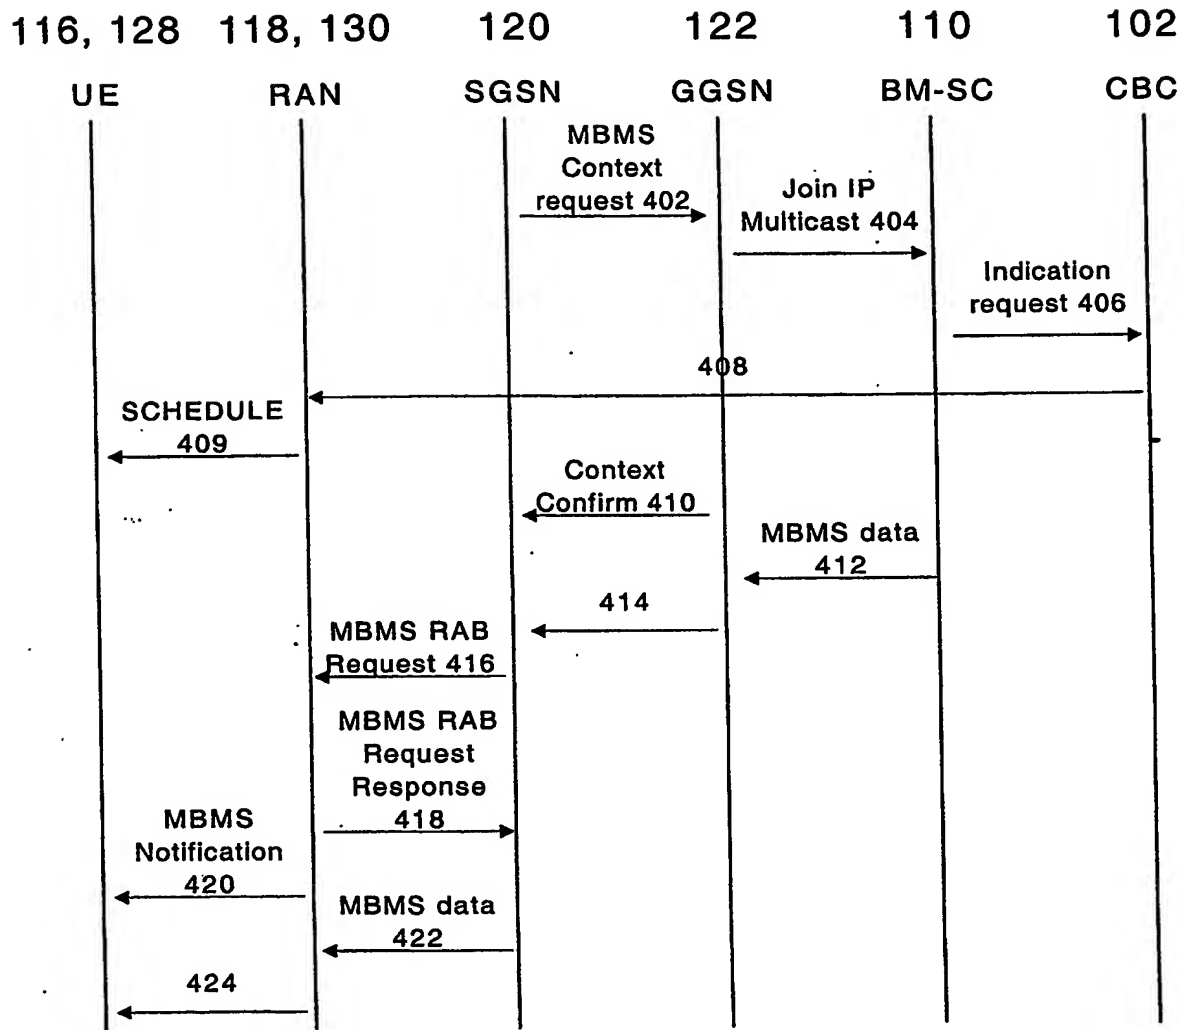 116, 128 118, 130 120 122 110 102
UE RAN SGSN GGSN BM-SC CBC
MBMS
Context
request 402
Join IP
Multicast 404
Indication
request 406
408
SCHEDULE
409
Context
Confirm 410
MBMS data
412
414
MBMS RAB
Request 416
MBMS RAB
Request
Response
418
MBMS
Notification
420
MBMS data
422
424